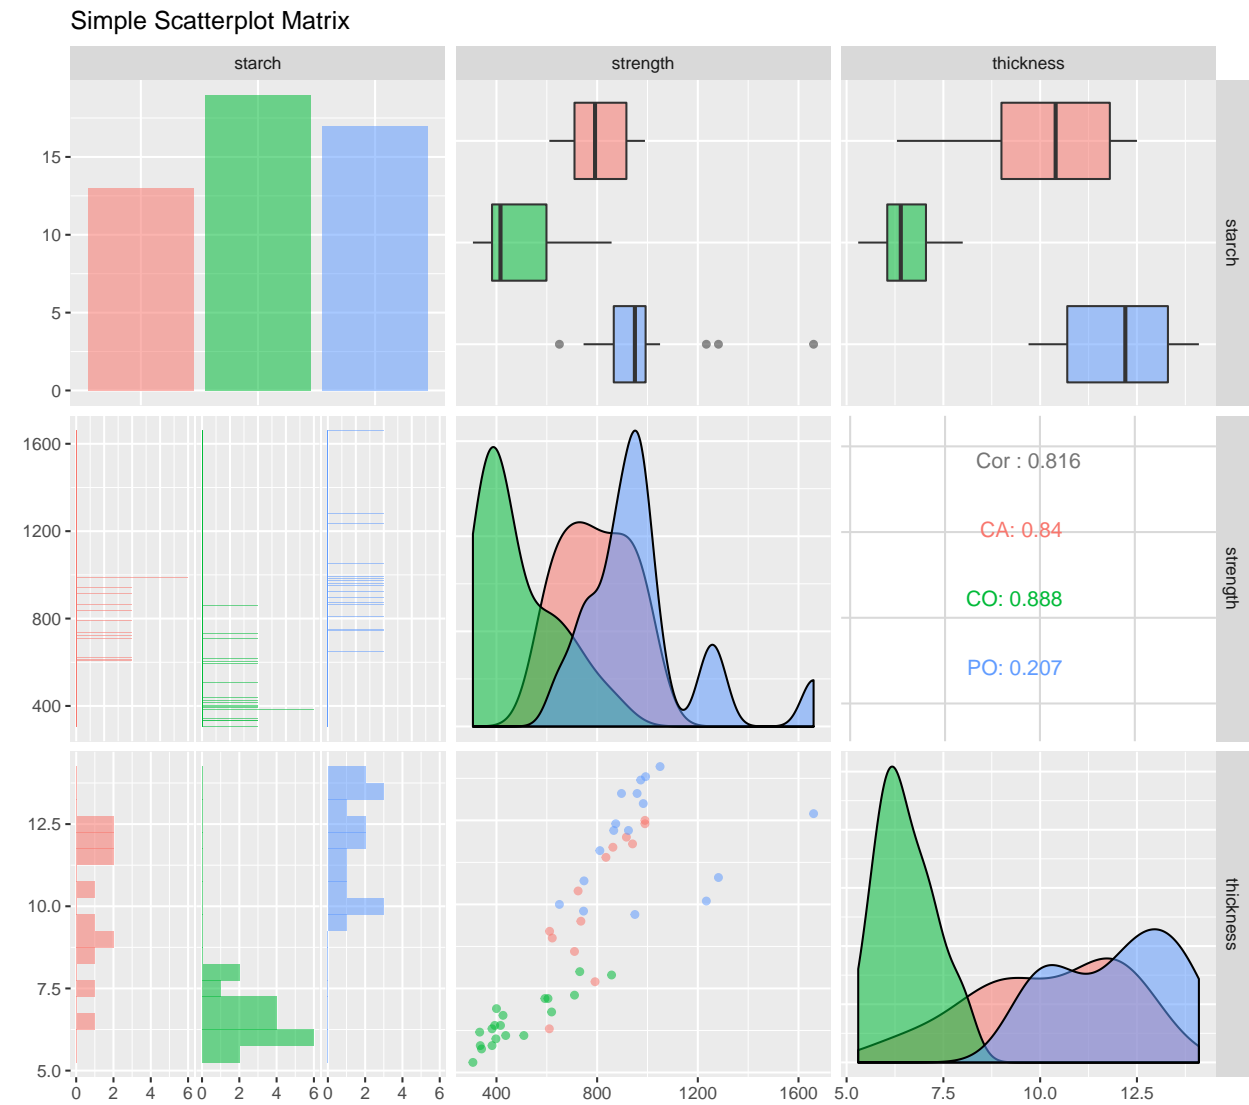 Simple Scatterplot Matrix
starch
strength
thickness
15
10
5
0
starch
1600
1200
800
400
Cor : 0.816
CA: 0.84
CO: 0.888
PO: 0.207
strength
12.5
10.0
7.5
5.0
thickness
0 2 4 6 0 2 4 6 0 2 4 6
400 800 1200 1600
5.0 7.5 10.0 12.5